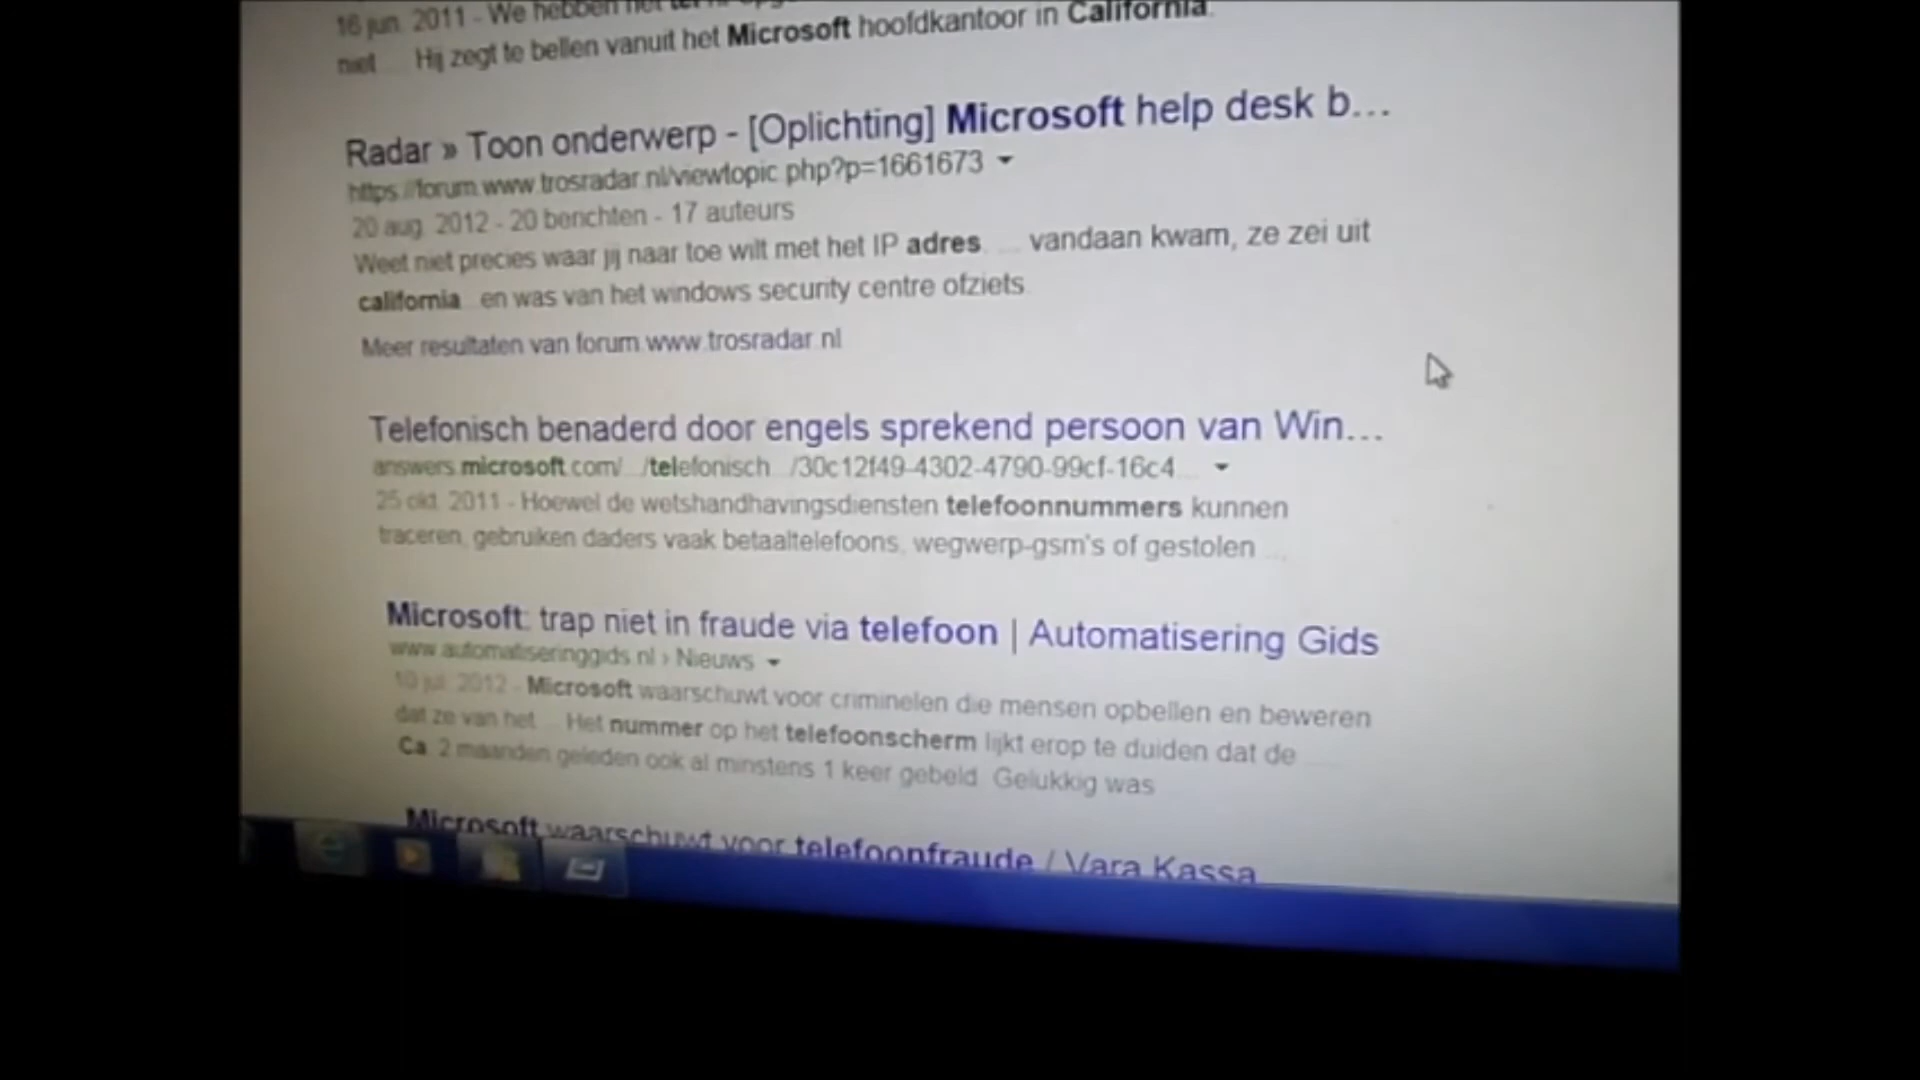 16 jun. 2011 - We hebben het
niet ... Hij zegt te bellen vanuit het Microsoft hoofdkantoor in California.
Radar » Toon onderwerp - [Oplichting] Microsoft help desk b...
https://forum.www.trosradar.nl/viewtopic.php?p=1661673
20 aug. 2012 - 20 berichten - 17 auteurs
Weet niet precies waar jij naar toe wilt met het IP adres. ... vandaan kwam, ze zei uit
california...en was van het windows security centre ofziets
Meer resultaten van forum.www.trosradar.nl
Telefonisch benaderd door engels sprekend persoon van Win...
answers.microsoft.com/.../telefonisch.../30c12f49-4302-4790-99cf-16c4...
25 okt. 2011 - Hoewel de wetshandhavingsdiensten telefoonnummers kunnen
traceren, gebruiken daders vaak betaaltelefoons, wegwerp-gsm's of gestolen ...
Microsoft: trap niet in fraude via telefoon | Automatisering Gids
www.automatiseringgids.nl › Nieuws
10 jul. 2012 - Microsoft waarschuwt voor criminelen die mensen opbellen en beweren
dat ze van het ... Het nummer op het telefoonscherm lijkt erop te duiden dat de ...
Ca. 2 maanden geleden ook al minstens 1 keer gebeld. Gelukkig was
Microsoft waarschuwt voor telefoonfraude / Vara Kassa